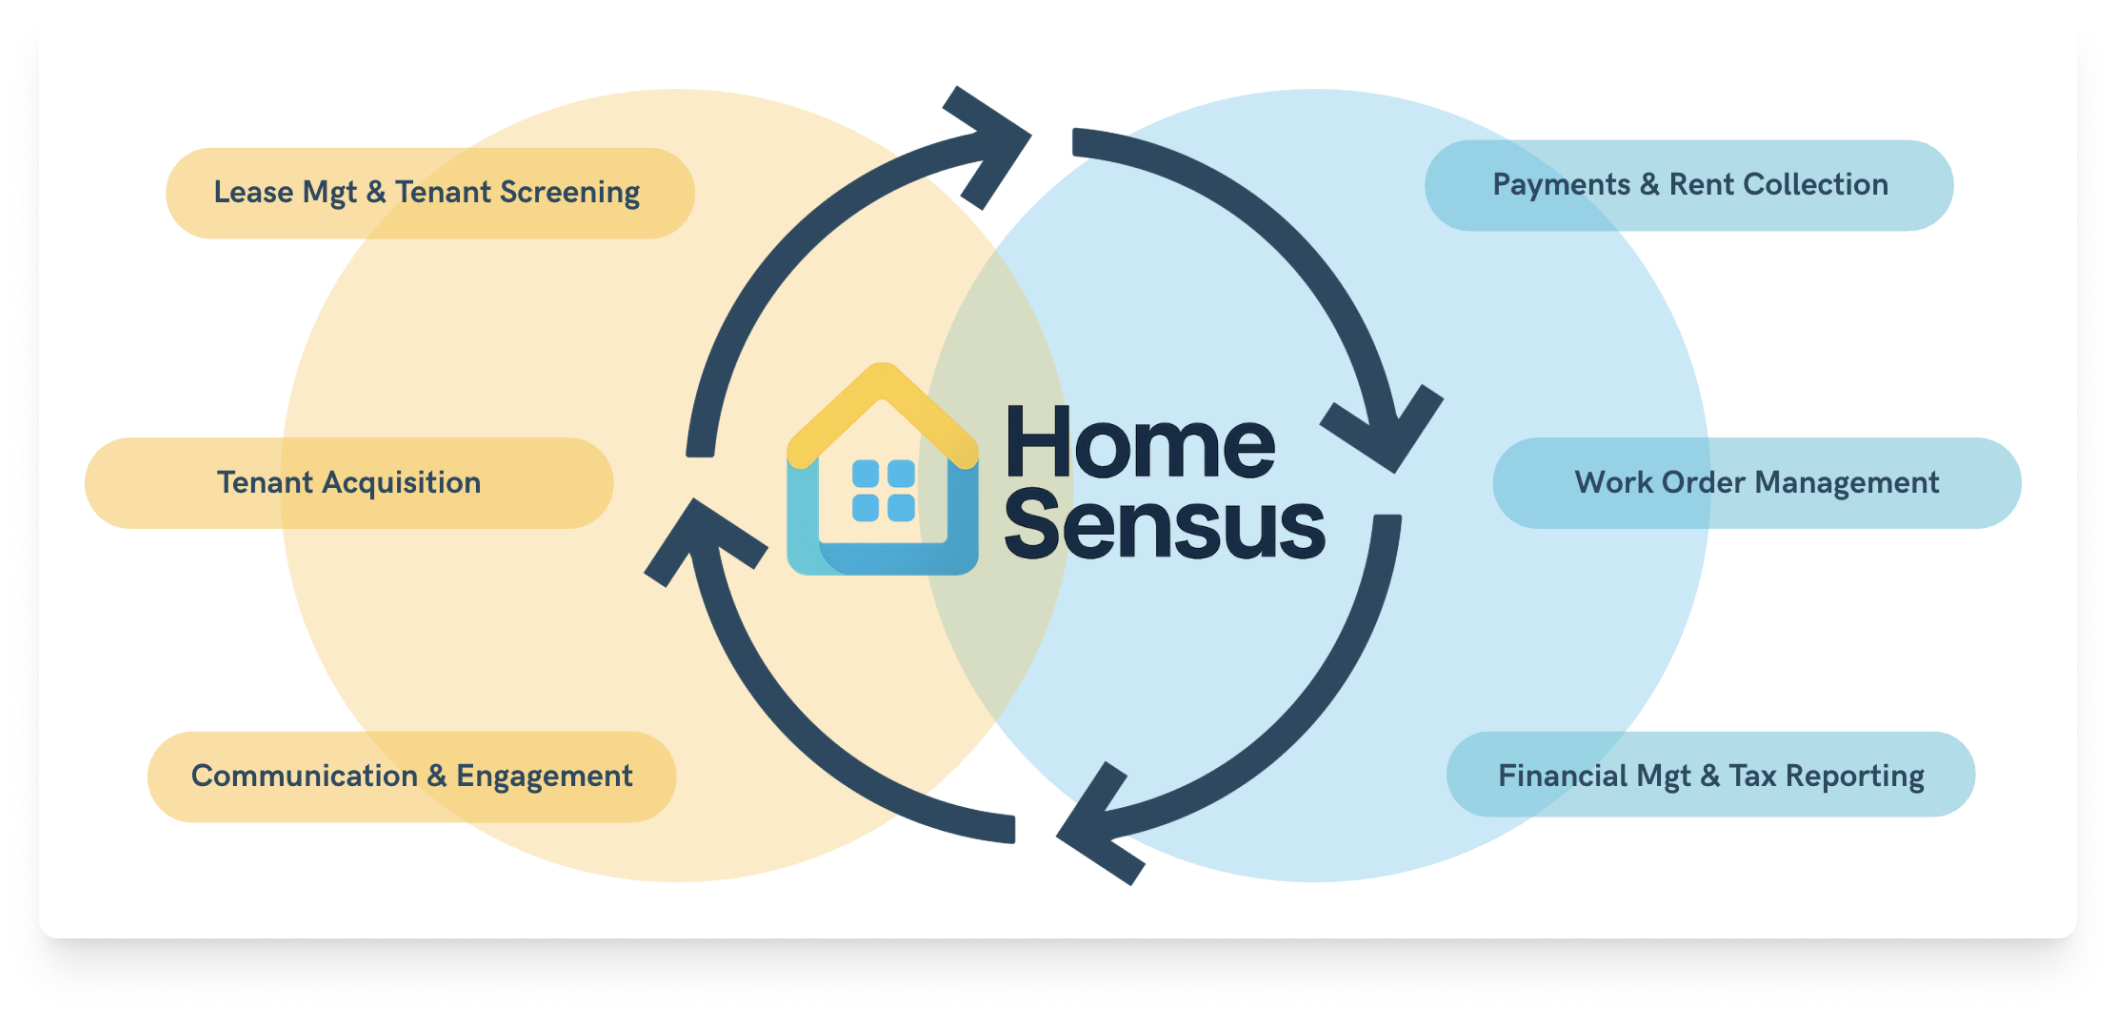 Lease Mgt & Tenant Screening
Tenant Acquisition
Communication & Engagement
Home
Sensus
Payments & Rent Collection
Work Order Management
Financial Mgt & Tax Reporting